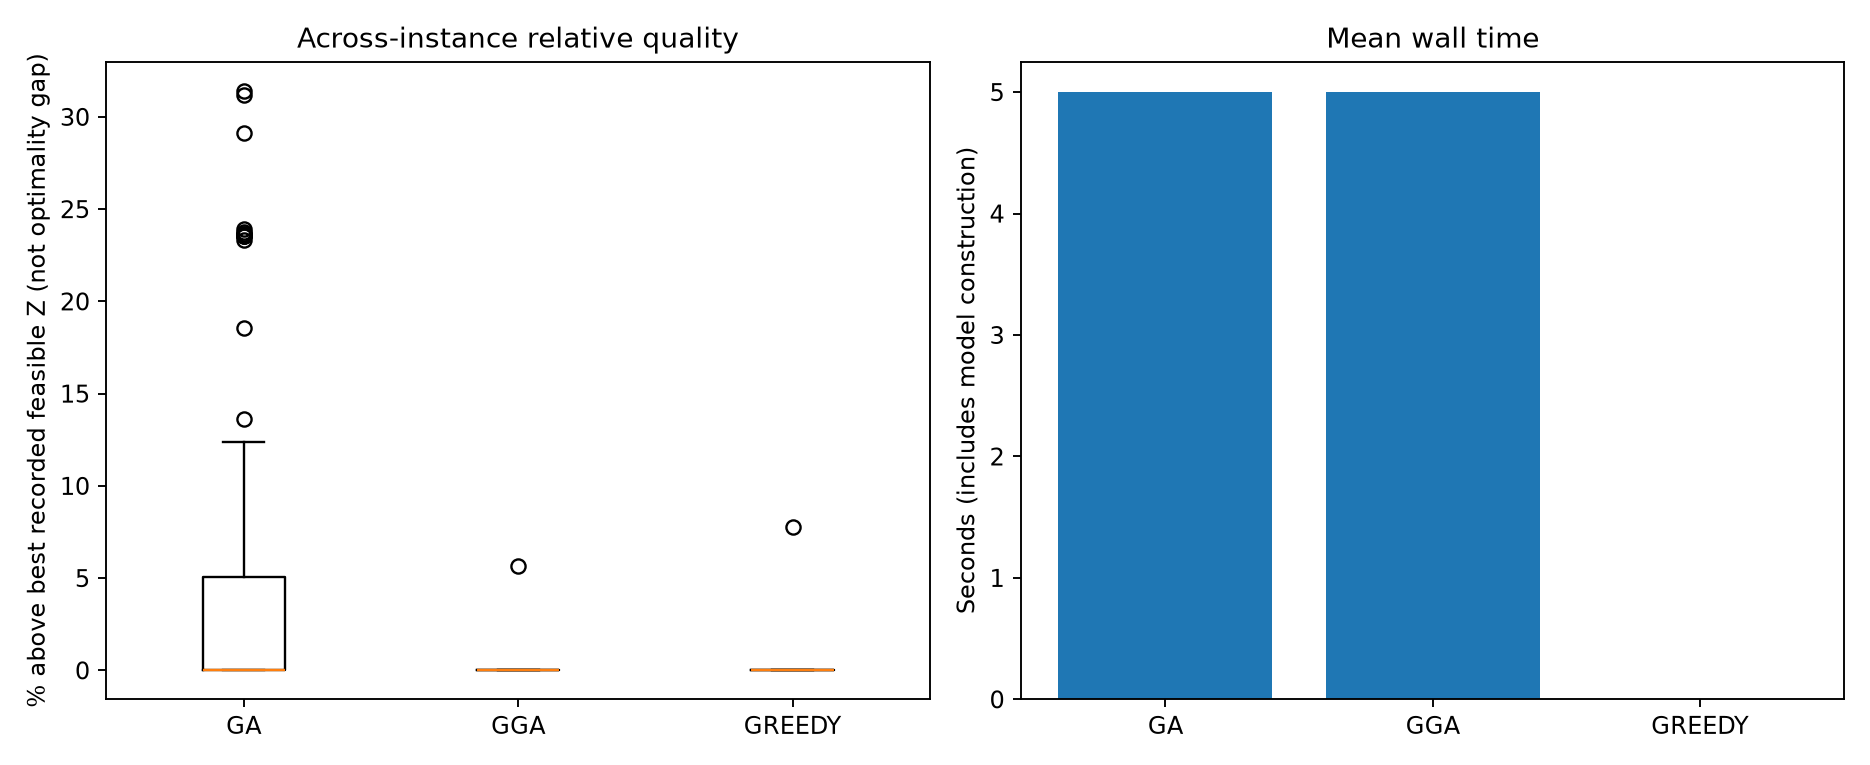 Across-instance relative quality
% above best recorded feasible Z (not optimality gap)
30
25
20
15
10
5
0
GA
GGA
GREEDY
Mean wall time
Seconds (includes model construction)
5
4
3
2
1
0
GA
GGA
GREEDY